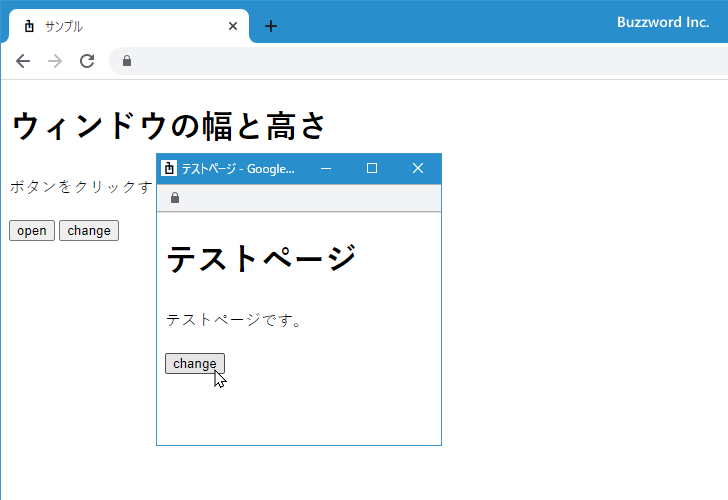 サンプル
Buzzword Inc.
ウィンドウの幅と高さ
ボタンをクリックす
open change
テストページ - Google...
テストページ
テストページです。
change